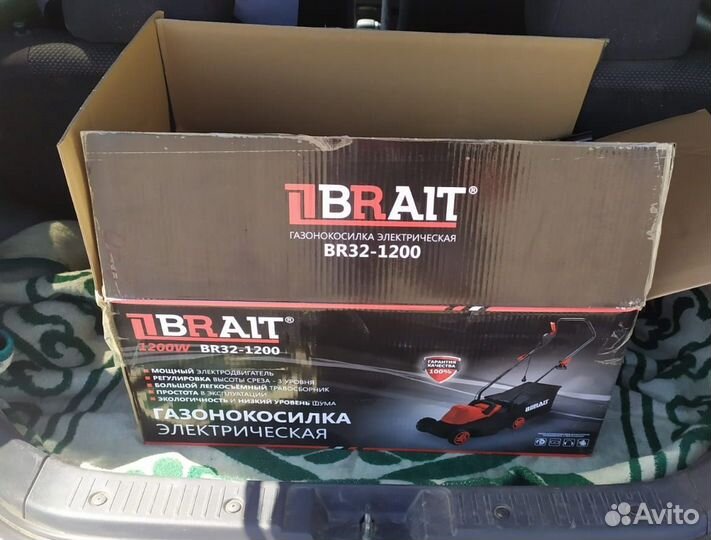 BRAIT®
ГАЗОНОКОСИЛКА ЭЛЕКТРИЧЕСКАЯ
BR32-1200
BRAIT®
1200W BR32-1200
МОЩНЫЙ ЭЛЕКТРОДВИГАТЕЛЬ
РЕГУЛИРОВКА ВЫСОТЫ СРЕЗА - 3 УРОВНЯ
БОЛЬШОЙ ЛЕГКОСЪЁМНЫЙ ТРАВОСБОРНИК
ПРОСТОТА В ЭКСПЛУАТАЦИИ
ЭКОЛОГИЧНОСТЬ И НИЗКИЙ УРОВЕНЬ ШУМА
ГАЗОНОКОСИЛКА
ЭЛЕКТРИЧЕСКАЯ
ГАРАНТИЯ
КАЧЕСТВА
100%
BRAIT
Avito